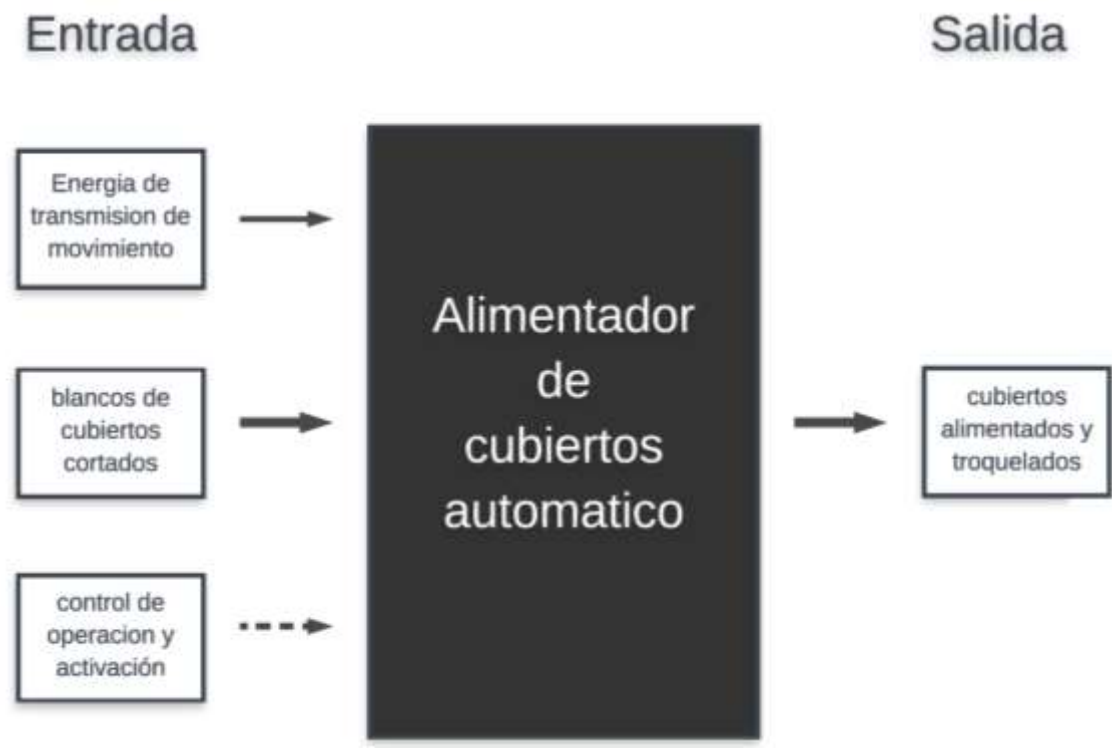 Entrada
Salida
Energia de
transmision de
movimiento
blancos de
cubiertos
cortados
control de
operacion y
activación
Alimentador
de
cubiertos
automatico
cubiertos
alimentados y
troquelados